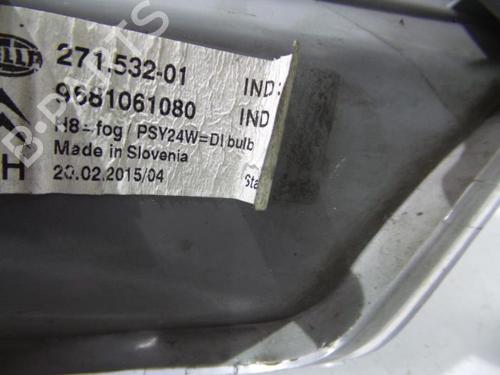 HELLA
271.532-01 IND:
9681061080 IND
H8=fog / PSY24W=DI bulb
Made in Slovenia
H 20.02.2015/04 Sta